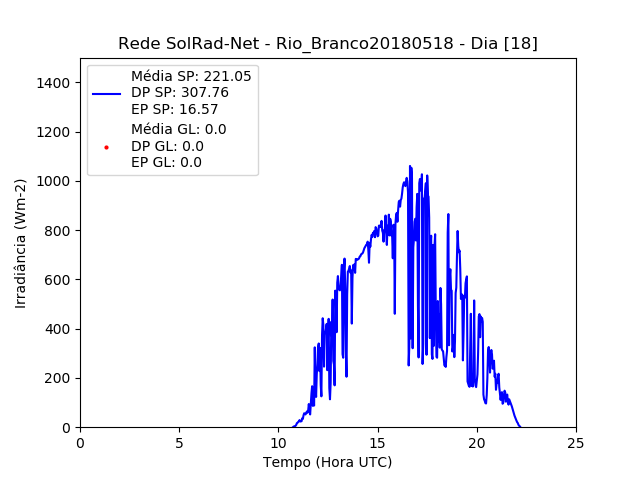 Rede SolRad-Net - Rio_Branco20180518 - Dia [18]
Média SP: 221.05
DP SP: 307.76
EP SP: 16.57
Média GL: 0.0
DP GL: 0.0
EP GL: 0.0
Irradiância (Wm-2)
1400
1200
1000
800
600
400
200
0
0 5 10 15 20 25
Tempo (Hora UTC)